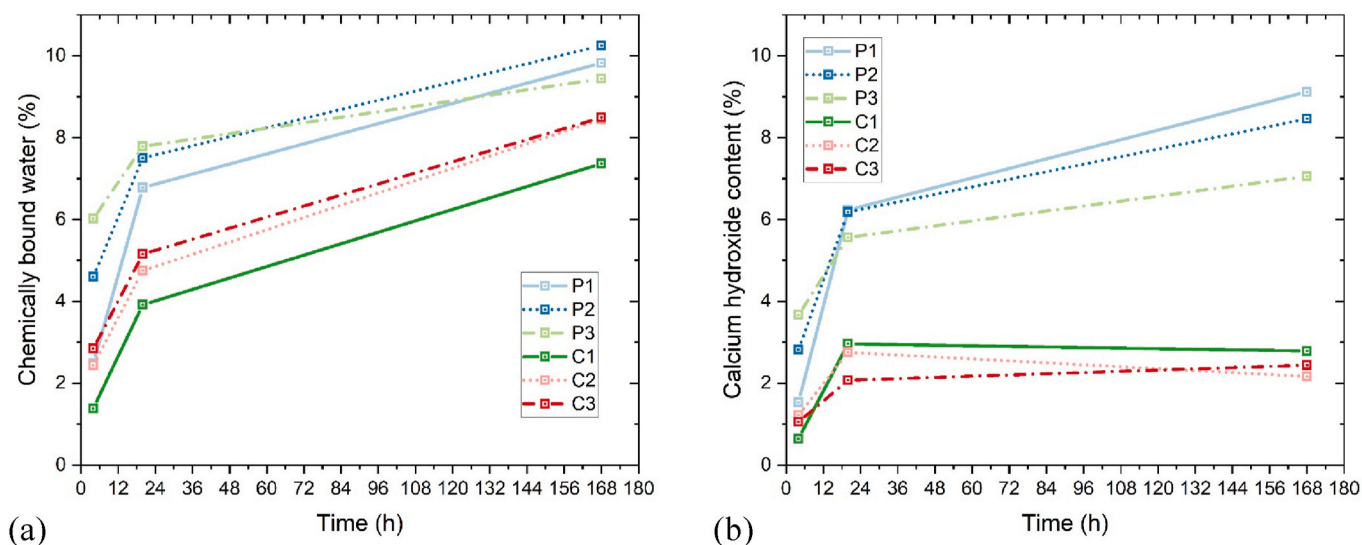 Chemically bound water (%)
10
8
6
4
2
0
P1
P2
P3
C1
C2
C3
0 12 24 36 48 60 72 84 96 108 120 132 144 156 168 180
Time (h)
(a)
Calcium hydroxide content (%)
10
8
6
4
2
0
P1
P2
P3
C1
C2
C3
0 12 24 36 48 60 72 84 96 108 120 132 144 156 168 180
Time (h)
(b)